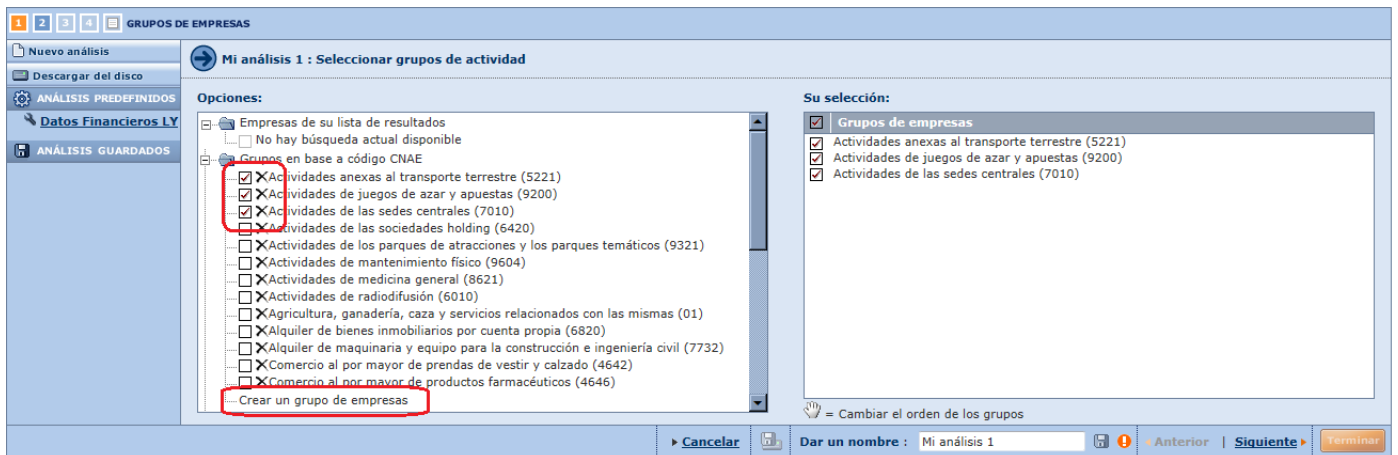 1 2 3 4 GRUPOS DE EMPRESAS
Nuevo análisis
Descargar del disco
ANÁLISIS PREDEFINIDOS
Datos Financieros LY
ANÁLISIS GUARDADOS
Mi análisis 1 : Seleccionar grupos de actividad
Opciones:
Empresas de su lista de resultados
No hay búsqueda actual disponible
Grupos en base a código CNAE
Actividades anexas al transporte terrestre (5221)
Actividades de juegos de azar y apuestas (9200)
Actividades de las sedes centrales (7010)
Actividades de las sociedades holding (6420)
Actividades de los parques de atracciones y los parques temáticos (9321)
Actividades de mantenimiento físico (9604)
Actividades de medicina general (8621)
Actividades de radiodifusión (6010)
Agricultura, ganadería, caza y servicios relacionados con las mismas (01)
Alquiler de bienes inmobiliarios por cuenta propia (6820)
Alquiler de maquinaria y equipo para la construcción e ingeniería civil (7732)
Comercio al por mayor de prendas de vestir y calzado (4642)
Comercio al por mayor de productos farmacéuticos (4646)
Crear un grupo de empresas
Su selección:
Grupos de empresas
Actividades anexas al transporte terrestre (5221)
Actividades de juegos de azar y apuestas (9200)
Actividades de las sedes centrales (7010)
= Cambiar el orden de los grupos
Cancelar Dar un nombre : Mi análisis 1 Anterior | Siguiente Terminar